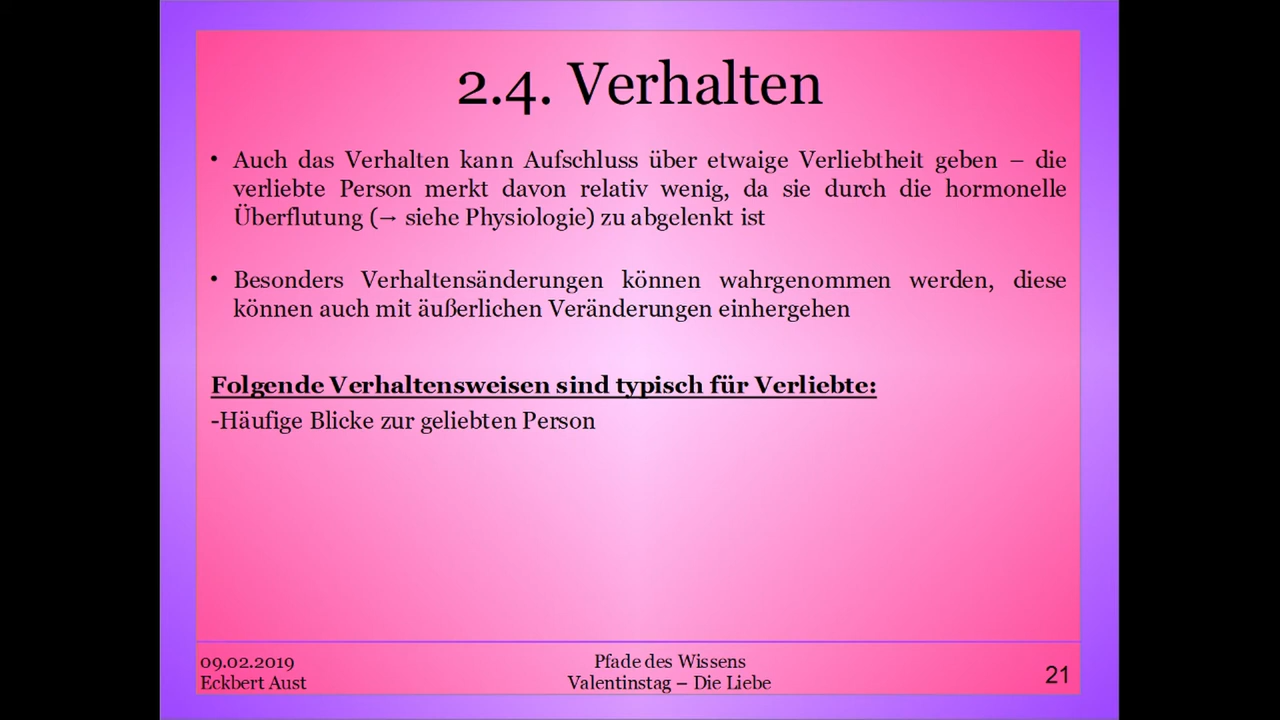 2.4. Verhalten
• Auch das Verhalten kann Aufschluss über etwaige Verliebtheit geben – die
verliebte Person merkt davon relativ wenig, da sie durch die hormonelle
Überflutung (→ siehe Physiologie) zu abgelenkt ist
• Besonders Verhaltensänderungen können wahrgenommen werden, diese
können auch mit äußerlichen Veränderungen einhergehen
Folgende Verhaltensweisen sind typisch für Verliebte:
-Häufige Blicke zur geliebten Person
09.02.2019
Eckbert Aust
Pfade des Wissens
Valentinstag – Die Liebe
21